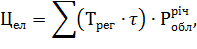 Цел = ∑(Трег · τ) · Робл^річ,